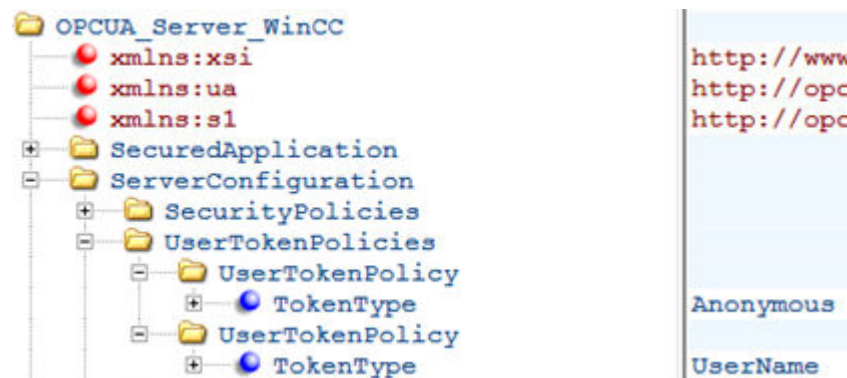 OPCUA_Server_WinCC
xmlns:xsi http://www
xmlns:ua http://opc
xmlns:s1 http://opc
SecuredApplication
ServerConfiguration
SecurityPolicies
UserTokenPolicies
UserTokenPolicy
TokenType Anonymous
UserTokenPolicy
TokenType UserName